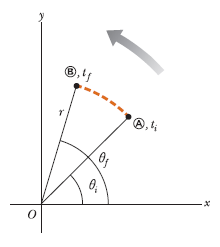 y
Ⓑ, t_f
r
Ⓐ, t_i
θ_f
θ_i
x
O